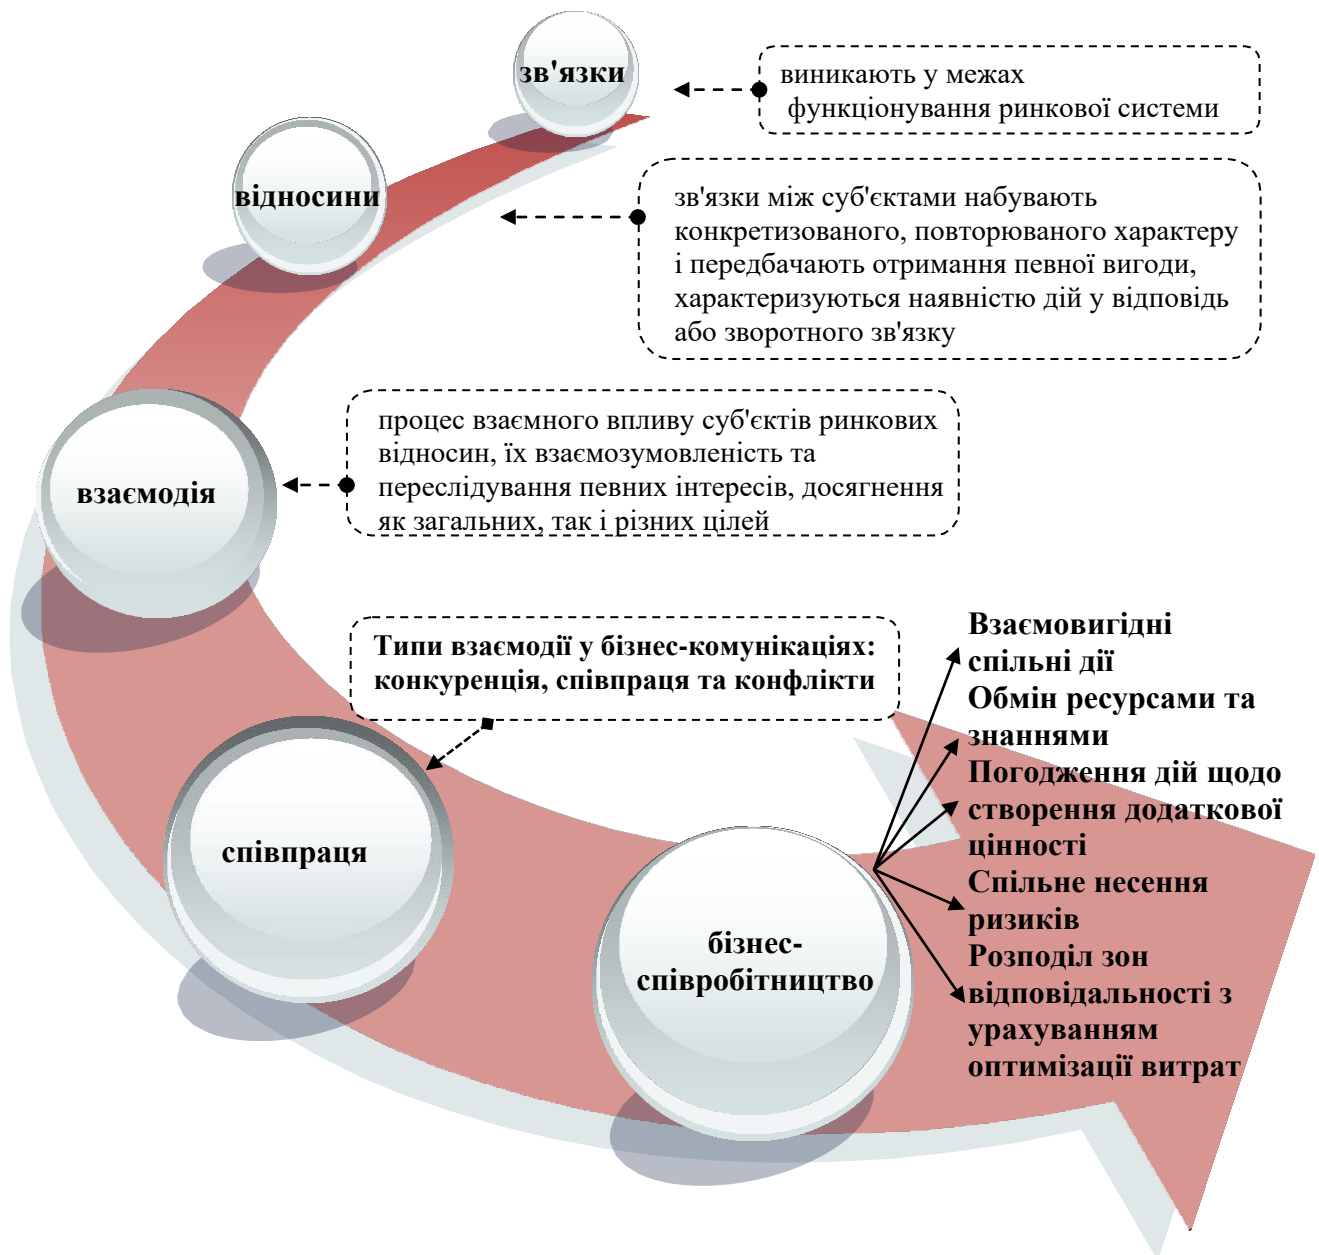 зв'язки
виникають у межах
функціонування ринкової системи
відносини
зв'язки між суб'єктами набувають
конкретизованого, повторюваного характеру
і передбачають отримання певної вигоди,
характеризуються наявністю дій у відповідь
або зворотного зв'язку
взаємодія
процес взаємного впливу суб'єктів ринкових
відносин, їх взаємозумовленість та
переслідування певних інтересів, досягнення
як загальних, так і різних цілей
Типи взаємодії у бізнес-комунікаціях:
конкуренція, співпраця та конфлікти
співпраця
бізнес-
співробітництво
Взаємовигідні
спільні дії
Обмін ресурсами та
знаннями
Погодження дій щодо
створення додаткової
цінності
Спільне несення
ризиків
Розподіл зон
відповідальності з
урахуванням
оптимізації витрат